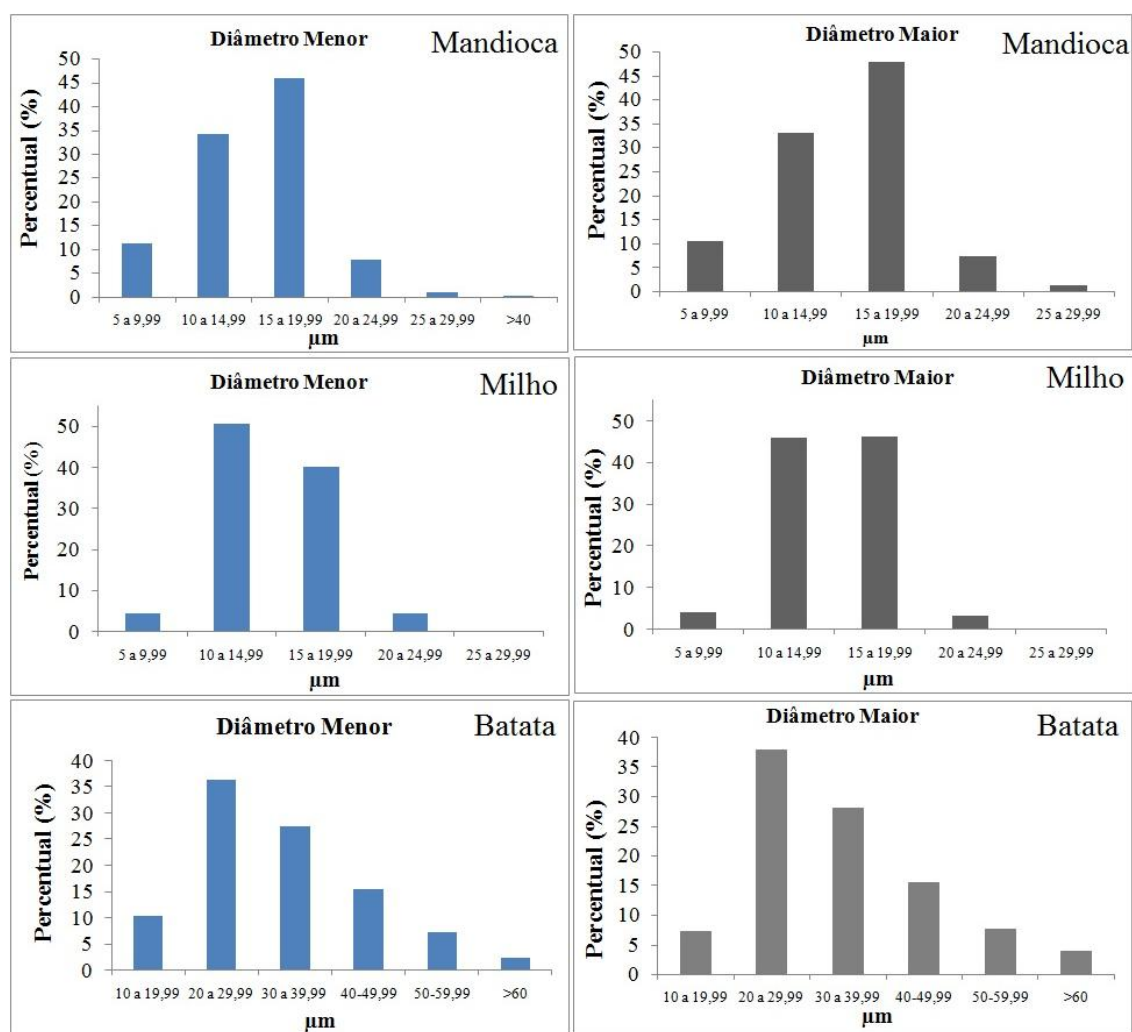 Diâmetro Menor
Mandioca
Percentual (%)
50
45
40
35
30
25
20
15
10
5
0
5 a 9,99 10 a 14,99 15 a 19,99 20 a 24,99 25 a 29,99 >40
µm
Diâmetro Maior
Mandioca
Percentual (%)
50
45
40
35
30
25
20
15
10
5
0
5 a 9,99 10 a 14,99 15 a 19,99 20 a 24,99 25 a 29,99
µm
Diâmetro Menor
Milho
Percentual (%)
50
40
30
20
10
0
5 a 9,99 10 a 14,99 15 a 19,99 20 a 24,99 25 a 29,99
µm
Diâmetro Maior
Milho
Percentual (%)
50
40
30
20
10
0
5 a 9,99 10 a 14,99 15 a 19,99 20 a 24,99 25 a 29,99
µm
Diâmetro Menor
Batata
Percentual (%)
40
35
30
25
20
15
10
5
0
10 a 19,99 20 a 29,99 30 a 39,99 40-49,99 50-59,99 >60
µm
Diâmetro Maior
Batata
Percentual (%)
40
35
30
25
20
15
10
5
0
10 a 19,99 20 a 29,99 30 a 39,99 40-49,99 50-59,99 >60
µm